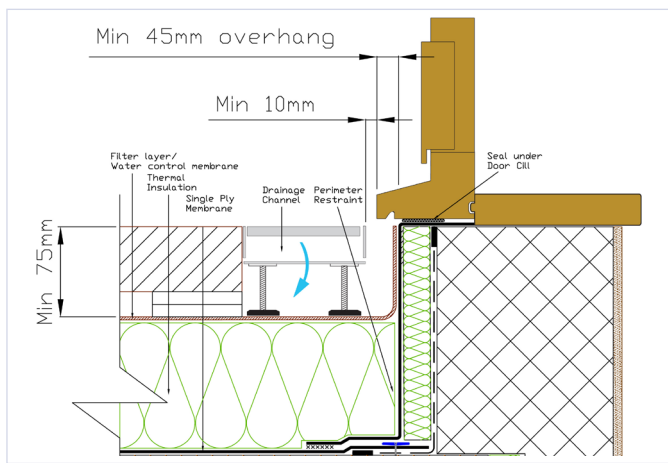 Min 45mm overhang
Min 10mm
Filter layer/
Water control membrane
Thermal
Insulation
Single Ply
Membrane
Drainage
Channel
Perimeter
Restraint
Seal under
Door Cill
Min 75mm